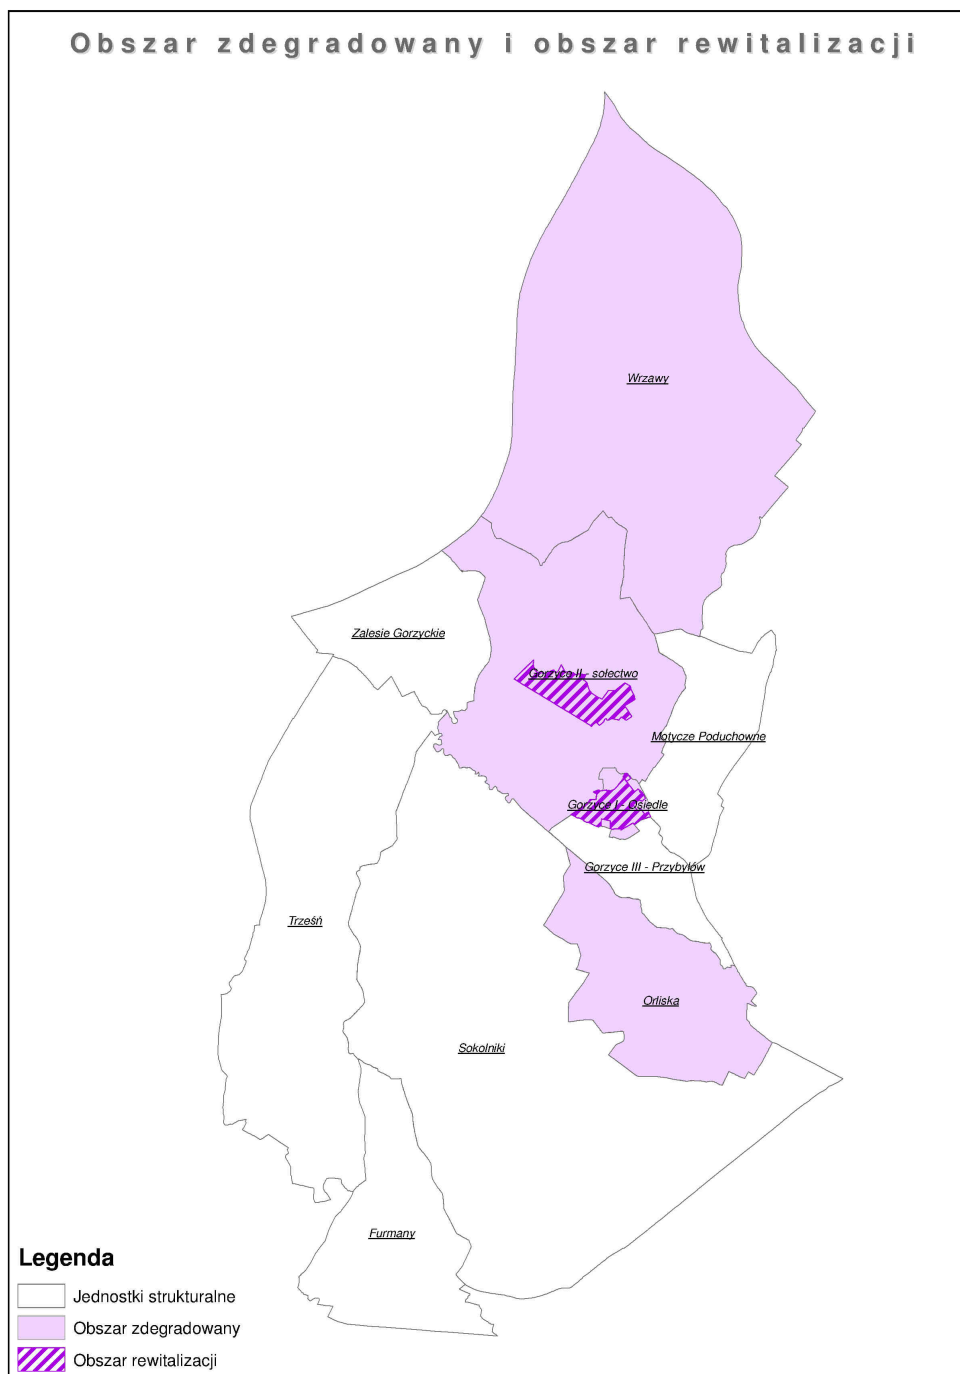 Obszar zdegradowany i obszar rewitalizacji
Wrzawy
Zalesie Gorzyckie
Gorzyce II - sołectwo
Motycze Poduchowne
Gorzyce I - Osiedle
Gorzyce III - Przybyłów
Trześń
Orliska
Sokolniki
Furmany
Legenda
Jednostki strukturalne
Obszar zdegradowany
Obszar rewitalizacji